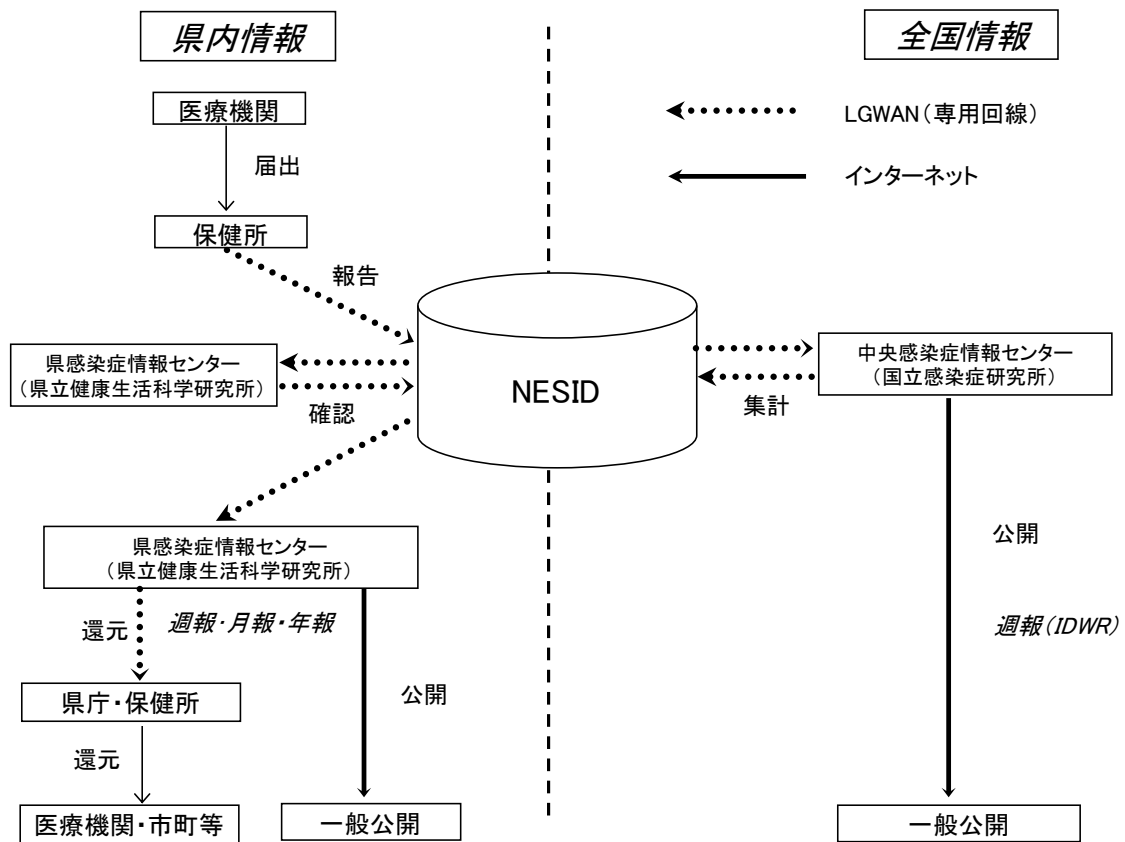 県内情報
全国情報
医療機関
LGWAN(専用回線)
届出
インターネット
保健所
報告
県感染症情報センター
(県立健康生活科学研究所)
確認
NESID
中央感染症情報センター
(国立感染症研究所)
集計
県感染症情報センター
(県立健康生活科学研究所)
公開
還元
週報・月報・年報
週報(IDWR)
県庁・保健所
公開
還元
医療機関・市町等
一般公開
一般公開